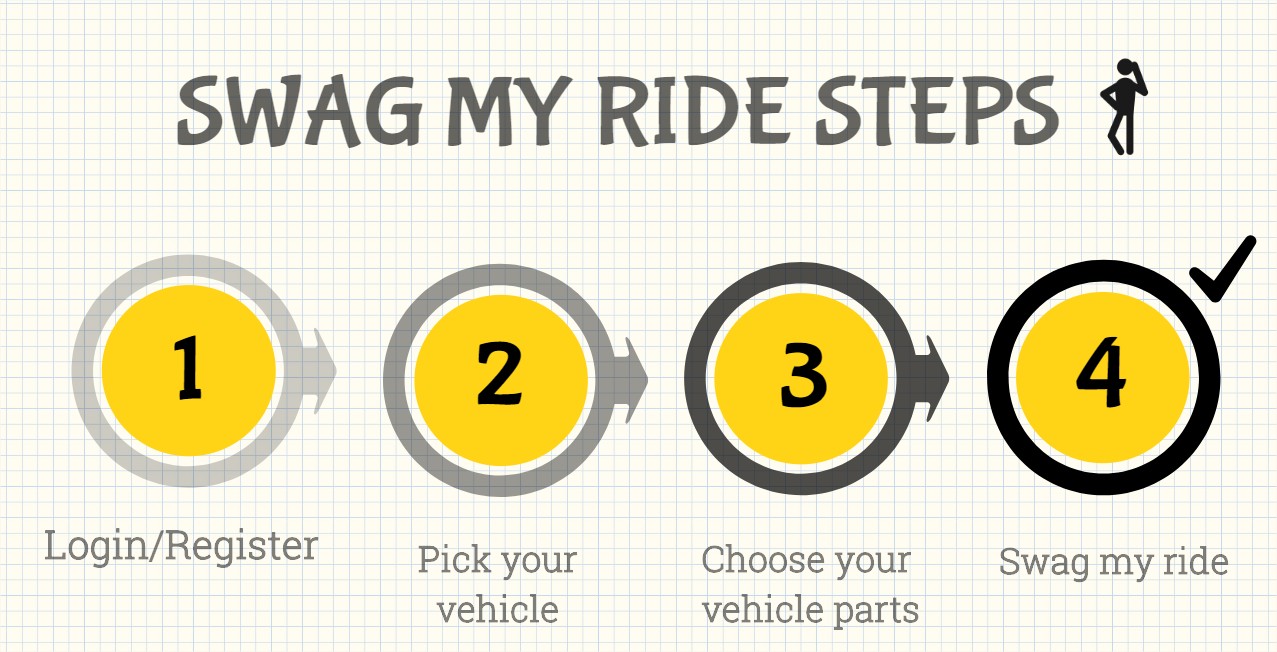 SWAG MY RIDE STEPS
1
2
3
4
Login/Register
Pick your
vehicle
Choose your
vehicle parts
Swag my ride